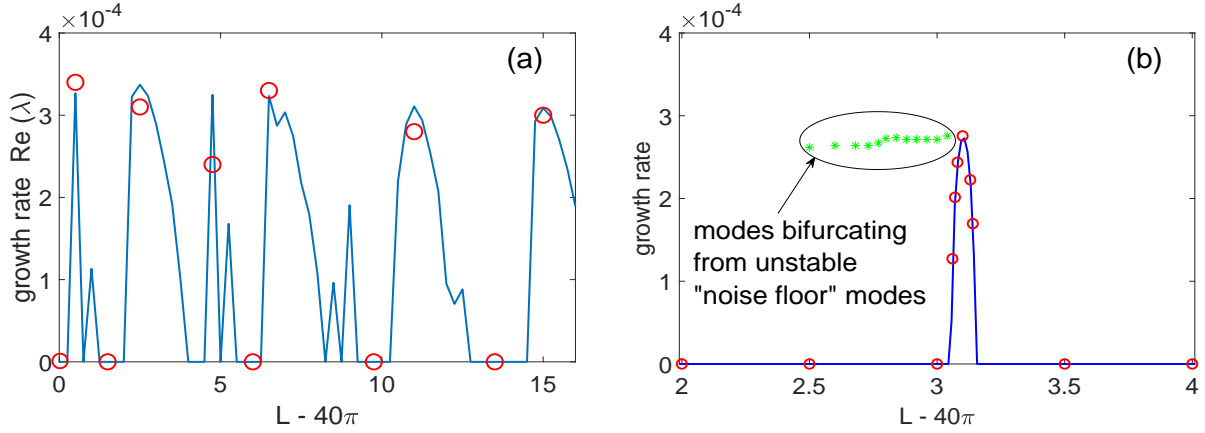 ×10-4
(a)
growth rate Re (λ)
4
3
2
1
0
0
5
10
15
L - 40π
×10-4
(b)
growth rate
4
3
2
1
0
modes bifurcating
from unstable
"noise floor" modes
2
2.5
3
3.5
4
L - 40π